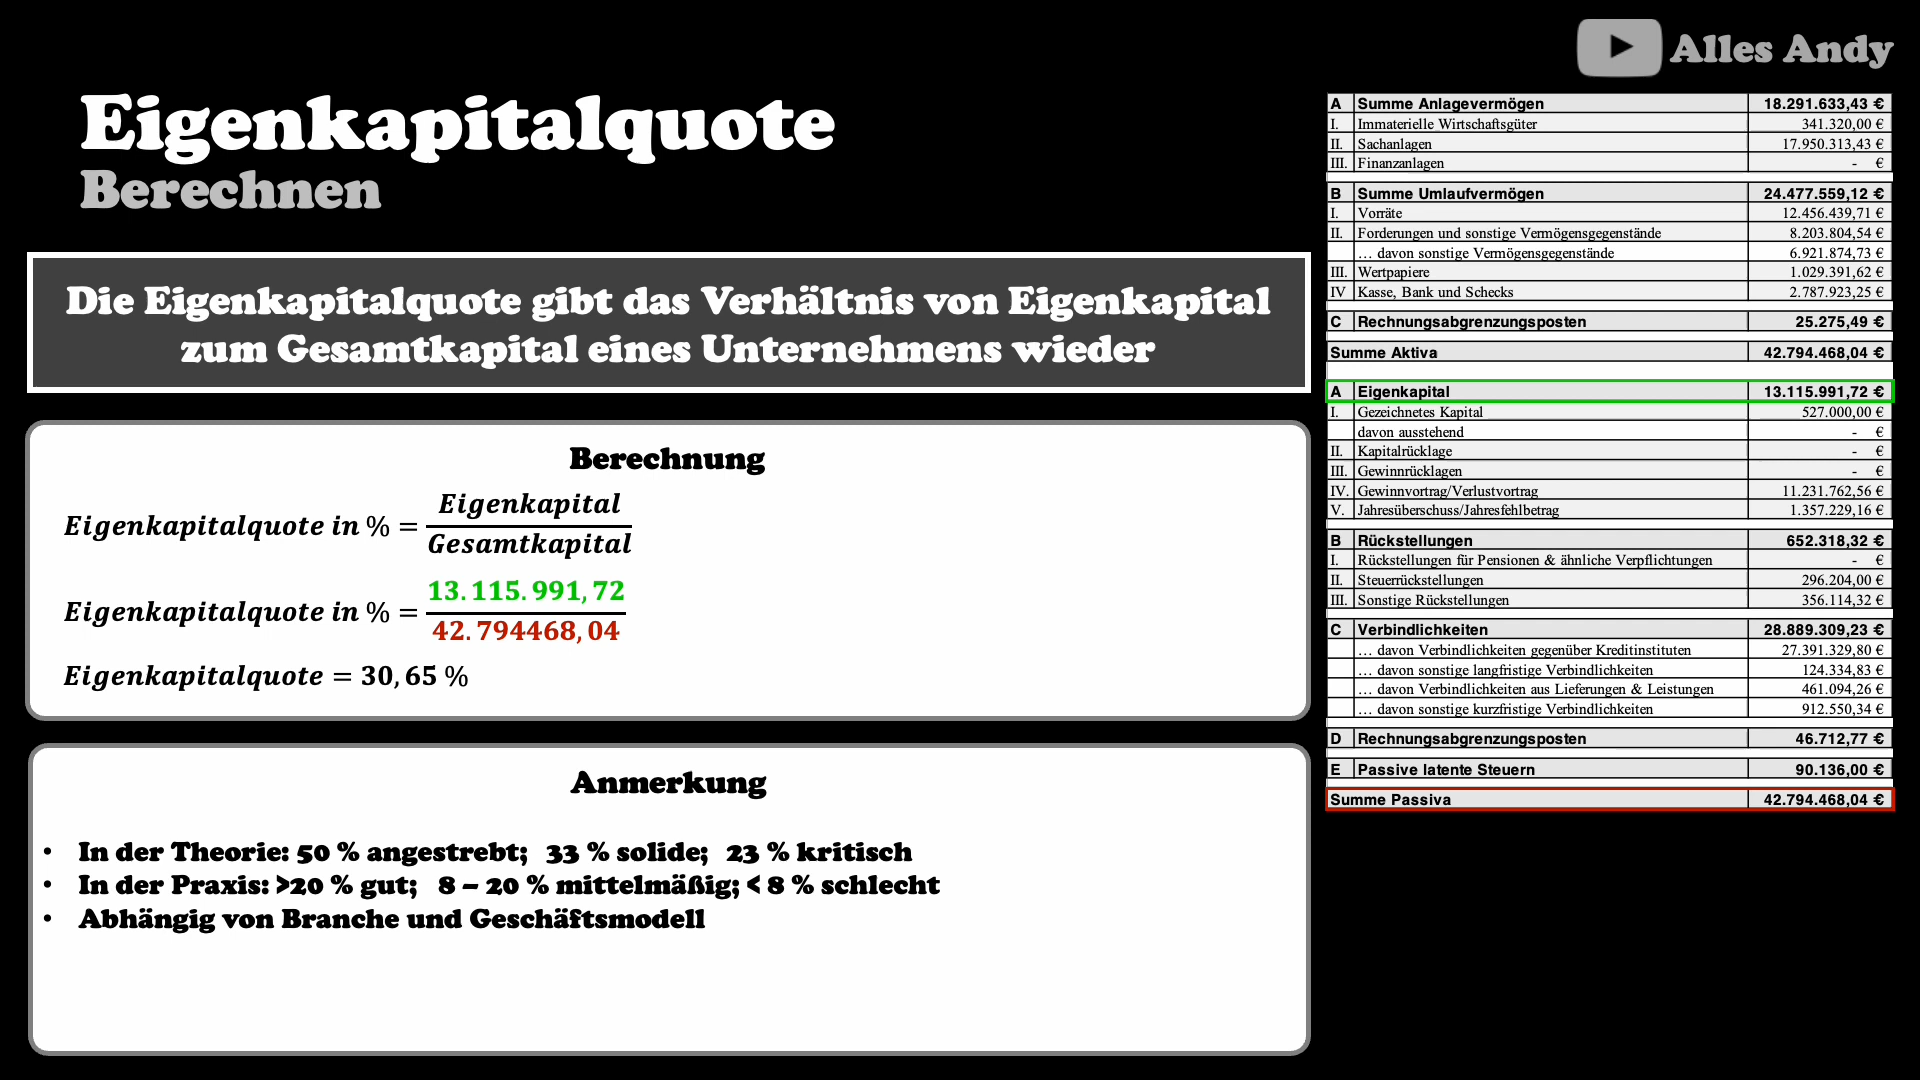 Alles Andy
Eigenkapitalquote
Berechnen
Die Eigenkapitalquote gibt das Verhältnis von Eigenkapital
zum Gesamtkapital eines Unternehmens wieder
Berechnung
Eigenkapitalquote in % = Eigenkapital
Gesamtkapital
Eigenkapitalquote in % = 13.115.991,72
42.794468,04
Eigenkapitalquote = 30,65 %
Anmerkung
• In der Theorie: 50 % angestrebt; 33 % solide; 23 % kritisch
• In der Praxis: >20 % gut; 8 – 20 % mittelmäßig; < 8 % schlecht
• Abhängig von Branche und Geschäftsmodell
A Summe Anlagevermögen 18.291.633,43 €
I. Immaterielle Wirtschaftsgüter 341.320,00 €
II. Sachanlagen 17.950.313,43 €
III. Finanzanlagen - €
B Summe Umlaufvermögen 24.477.559,12 €
I. Vorräte 12.456.439,71 €
II. Forderungen und sonstige Vermögensgegenstände 8.203.804,54 €
… davon sonstige Vermögensgegenstände 6.921.874,73 €
III. Wertpapiere 1.029.391,62 €
IV Kasse, Bank und Schecks 2.787.923,25 €
C Rechnungsabgrenzungsposten 25.275,49 €
Summe Aktiva 42.794.468,04 €
A Eigenkapital 13.115.991,72 €
I. Gezeichnetes Kapital 527.000,00 €
davon ausstehend - €
II. Kapitalrücklage - €
III. Gewinnrücklagen - €
IV. Gewinnvortrag/Verlustvortrag 11.231.762,56 €
V. Jahresüberschuss/Jahresfehlbetrag 1.357.229,16 €
B Rückstellungen 652.318,32 €
I. Rückstellungen für Pensionen & ähnliche Verpflichtungen - €
II. Steuerrückstellungen 296.204,00 €
III. Sonstige Rückstellungen 356.114,32 €
C Verbindlichkeiten 28.889.309,23 €
… davon Verbindlichkeiten gegenüber Kreditinstituten 27.391.329,80 €
… davon sonstige langfristige Verbindlichkeiten 124.334,83 €
… davon Verbindlichkeiten aus Lieferungen & Leistungen 461.094,26 €
… davon sonstige kurzfristige Verbindlichkeiten 912.550,34 €
D Rechnungsabgrenzungsposten 46.712,77 €
E Passive latente Steuern 90.136,00 €
Summe Passiva 42.794.468,04 €